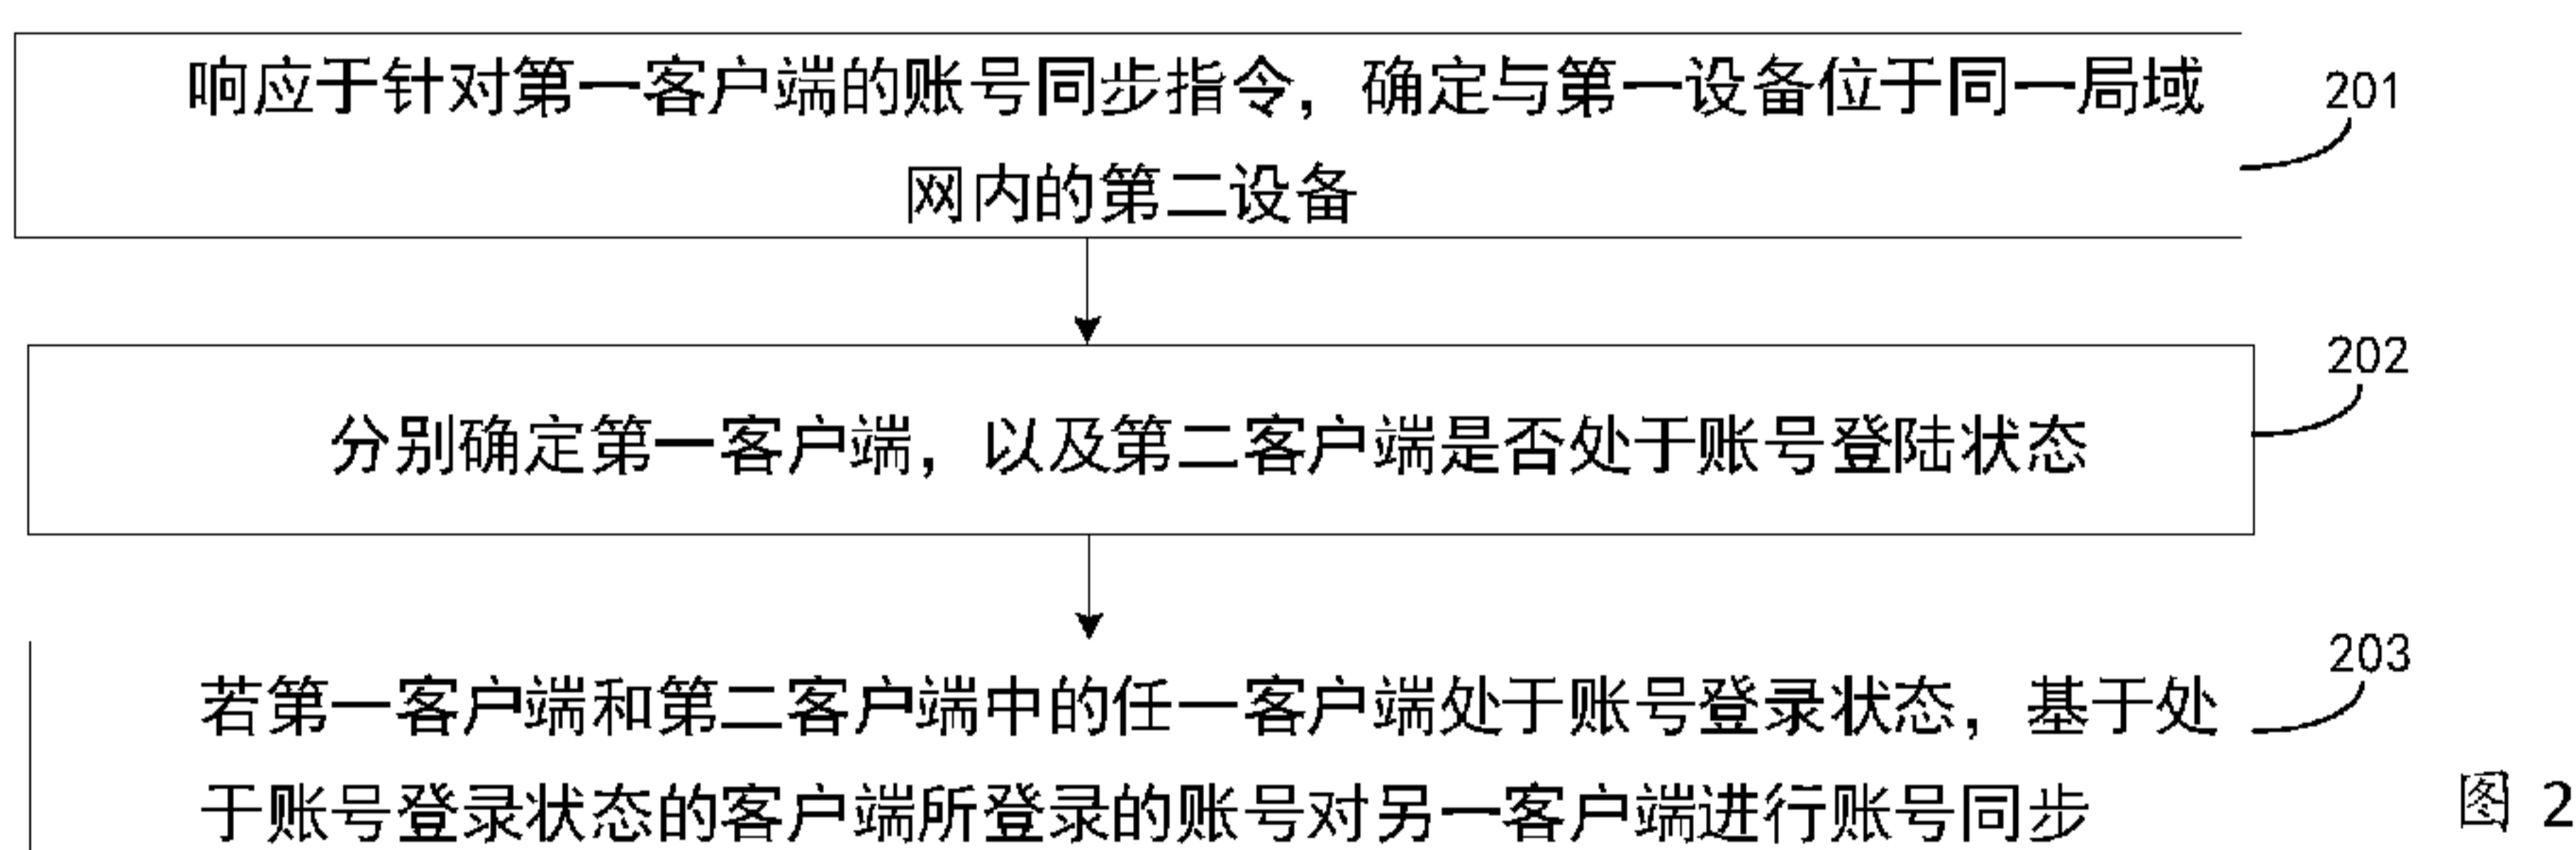 响应于针对第一客户端的账号同步指令，确定与第一设备位于同一局域
网内的第二设备
201
分别确定第一客户端，以及第二客户端是否处于账号登陆状态
202
若第一客户端和第二客户端中的任一客户端处于账号登录状态，基于处
于账号登录状态的客户端所登录的账号对另一客户端进行账号同步
203
图 2